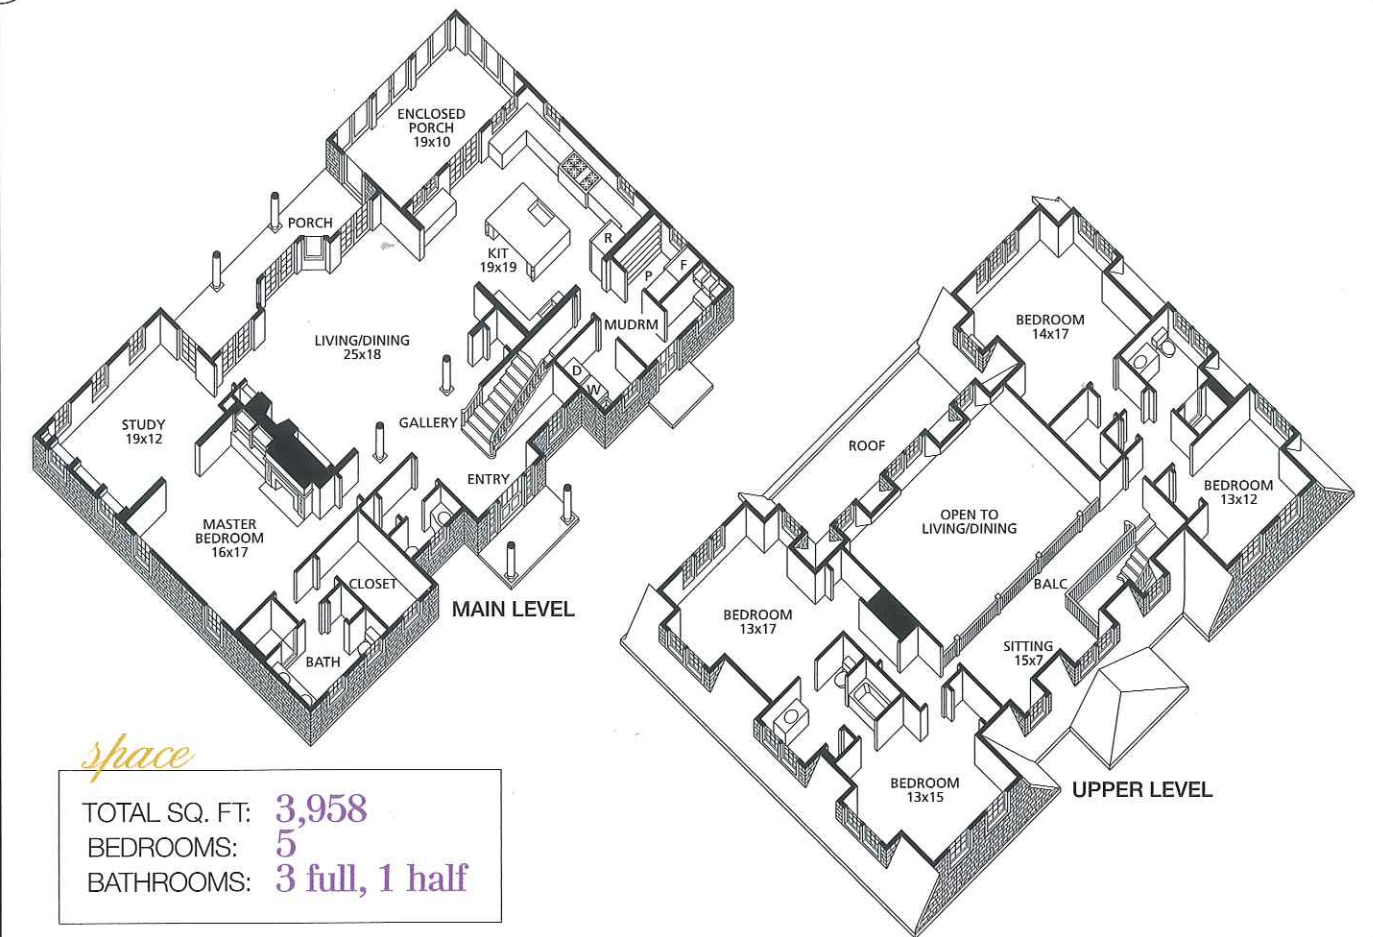 ENCLOSED
PORCH
19x10
PORCH
R
KIT
19x19
P
F
MUDRM
LIVING/DINING
25x18
D
W
GALLERY
STUDY
19x12
ENTRY
MASTER
BEDROOM
16x17
CLOSET
MAIN LEVEL
BATH
BEDROOM
14x17
ROOF
BEDROOM
13x12
OPEN TO
LIVING/DINING
BALC
BEDROOM
13x17
SITTING
15x7
BEDROOM
13x15
UPPER LEVEL
space
TOTAL SQ. FT: 3,958
BEDROOMS: 5
BATHROOMS: 3 full, 1 half